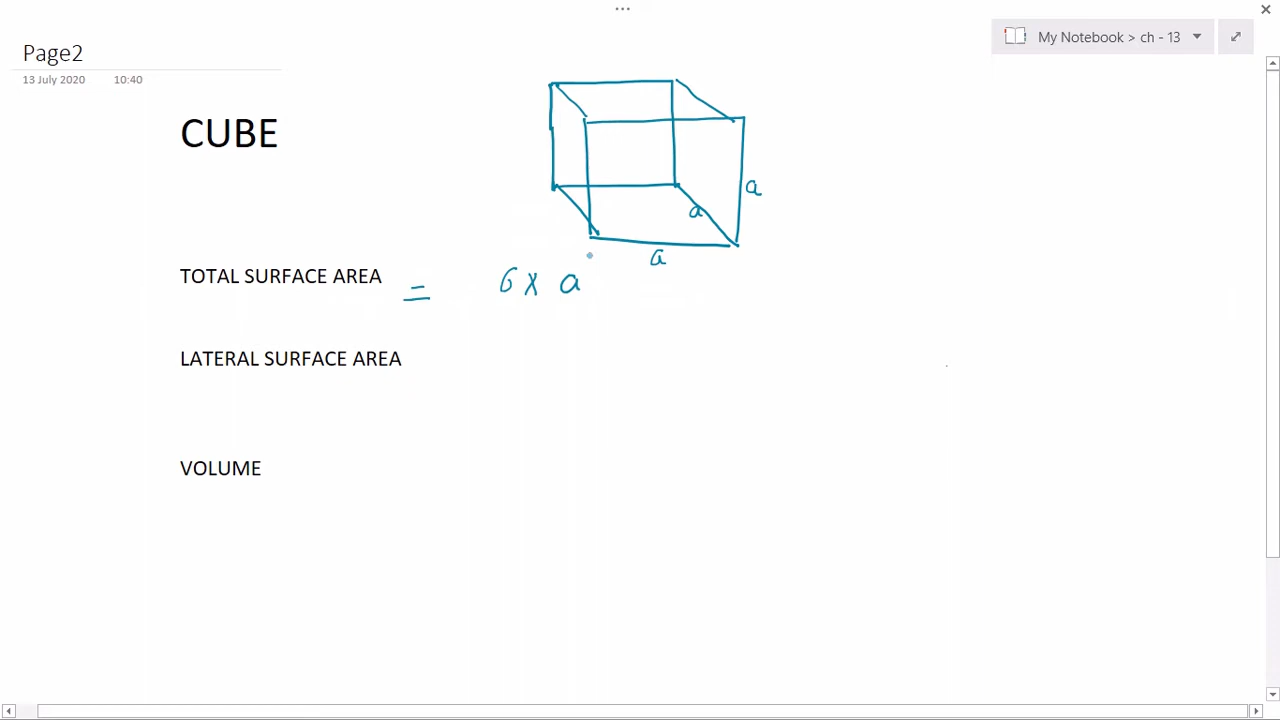 ...
My Notebook > ch - 13
Page2
13 July 2020 10:40
CUBE
a
a
a
TOTAL SURFACE AREA = 6 x a
LATERAL SURFACE AREA
VOLUME